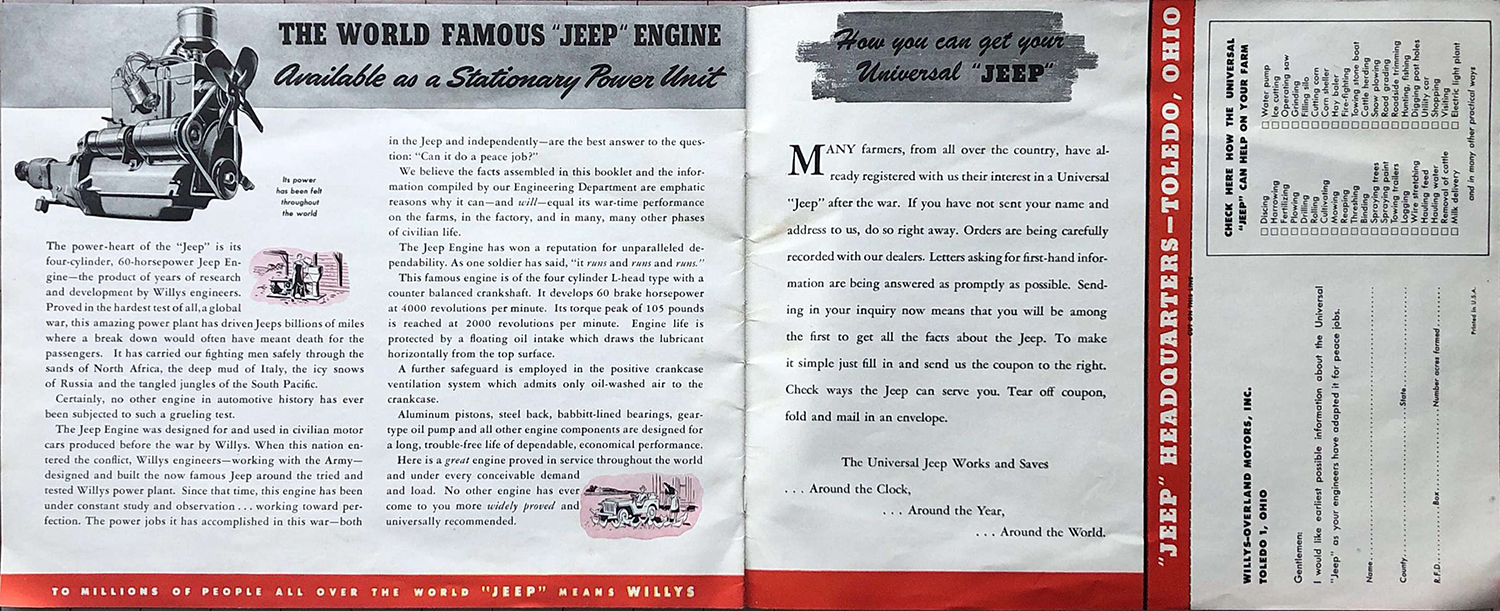 THE WORLD FAMOUS "JEEP" ENGINE
Available as a Stationary Power Unit
Its power
has been felt
throughout
the world
The power-heart of the "Jeep" is its
four-cylinder, 60-horsepower Jeep En-
gine—the product of years of research
and development by Willys engineers.
Proved in the hardest test of all, a global
war, this amazing power plant has driven Jeeps billions of miles
where a break down would often have meant death for the
passengers. It has carried our fighting men safely through the
sands of North Africa, the deep mud of Italy, the icy snows
of Russia and the tangled jungles of the South Pacific.
Certainly, no other engine in automotive history has ever
been subjected to such a grueling test.
The Jeep Engine was designed for and used in civilian motor
cars produced before the war by Willys. When this nation en-
tered the conflict, Willys engineers—working with the Army—
designed and built the now famous Jeep around the tried and
tested Willys power plant. Since that time, this engine has been
under constant study and observation . . . working toward per-
fection. The power jobs it has accomplished in this war—both
in the Jeep and independently—are the best answer to the ques-
tion: "Can it do a peace job?"
We believe the facts assembled in this booklet and the infor-
mation compiled by our Engineering Department are emphatic
reasons why it can—and will—equal its war-time performance
on the farms, in the factory, and in many, many other phases
of civilian life.
The Jeep Engine has won a reputation for unparalleled de-
pendability. As one soldier has said, "it runs and runs and runs."
This famous engine is of the four cylinder L-head type with a
counter balanced crankshaft. It develops 60 brake horsepower
at 4000 revolutions per minute. Its torque peak of 105 pounds
is reached at 2000 revolutions per minute. Engine life is
protected by a floating oil intake which draws the lubricant
horizontally from the top surface.
A further safeguard is employed in the positive crankcase
ventilation system which admits only oil-washed air to the
crankcase.
Aluminum pistons, steel back, babbitt-lined bearings, gear-
type oil pump and all other engine components are designed for
a long, trouble-free life of dependable, economical performance.
Here is a great engine proved in service throughout the world
and under every conceivable demand
and load. No other engine has ever
come to you more widely proved and
universally recommended.
TO MILLIONS OF PEOPLE ALL OVER THE WORLD "JEEP" MEANS WILLYS
How you can get your
Universal "JEEP"
MANY farmers, from all over the country, have al-
ready registered with us their interest in a Universal
"Jeep" after the war. If you have not sent your name and
address to us, do so right away. Orders are being carefully
recorded with our dealers. Letters asking for first-hand infor-
mation are being answered as promptly as possible. Send-
ing in your inquiry now means that you will be among
the first to get all the facts about the Jeep. To make
it simple just fill in and send us the coupon to the right.
Check ways the Jeep can serve you. Tear off coupon,
fold and mail in an envelope.
The Universal Jeep Works and Saves
. . . Around the Clock,
. . . Around the Year,
. . . Around the World.
"JEEP" HEADQUARTERS—TOLEDO, OHIO
CUT ON THIS LINE
WILLYS-OVERLAND MOTORS, INC.
TOLEDO 1, OHIO
Gentlemen:
I would like earliest possible information about the Universal
"Jeep" as your engineers have adapted it for peace jobs.
Name
County State
R.F.D. Box Number acres farmed
CHECK HERE HOW THE UNIVERSAL
"JEEP" CAN HELP ON YOUR FARM
Discing
Harrowing
Fertilizing
Plowing
Drilling
Rolling
Cultivating
Mowing
Reaping
Threshing
Binding
Spraying trees
Spraying paint
Towing trailers
Logging
Wire stretching
Hauling feed
Hauling water
Removal of cattle
Milk delivery
Water pump
Ice cutting
Operating saw
Grinding
Filling silo
Cutting corn
Corn sheller
Hay baler
Fire-fighting
Towing stone boat
Cattle herding
Snow plowing
Road grading
Roadside trimming
Hunting, fishing
Digging post holes
Utility car
Shopping
Visiting
Electric light plant
and in many other practical ways
Printed in U.S.A.